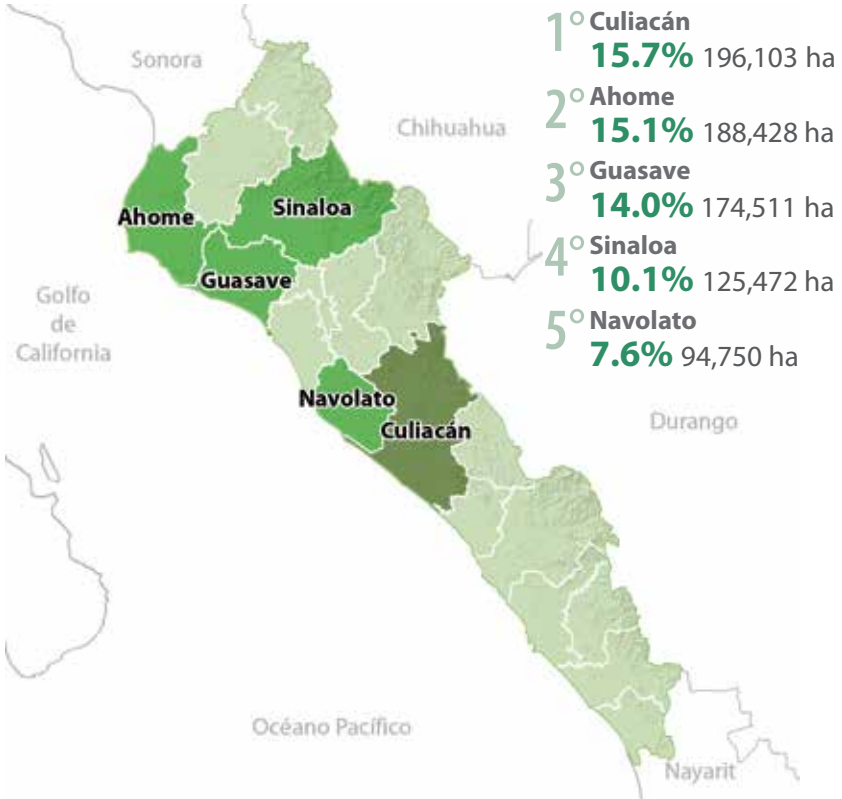 1° Culiacán
15.7% 196,103 ha
2° Ahome
15.1% 188,428 ha
3° Guasave
14.0% 174,511 ha
4° Sinaloa
10.1% 125,472 ha
5° Navolato
7.6% 94,750 ha
Sonora
Chihuahua
Ahome
Sinaloa
Guasave
Golfo
de
California
Navolato
Culiacán
Durango
Océano Pacífico
Nayarit